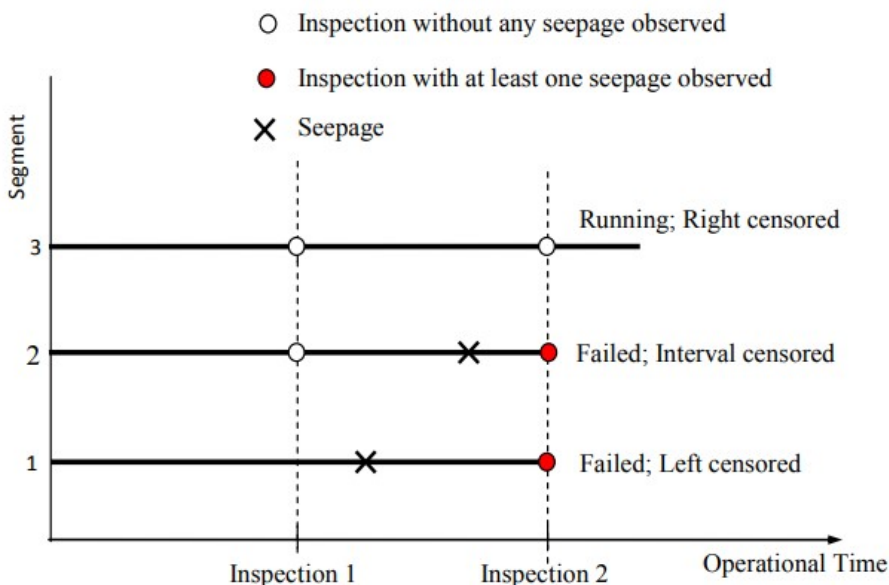 Inspection without any seepage observed
Inspection with at least one seepage observed
Seepage
Segment
Running; Right censored
3
2
Failed; Interval censored
1
Failed; Left censored
Inspection 1
Inspection 2
Operational Time